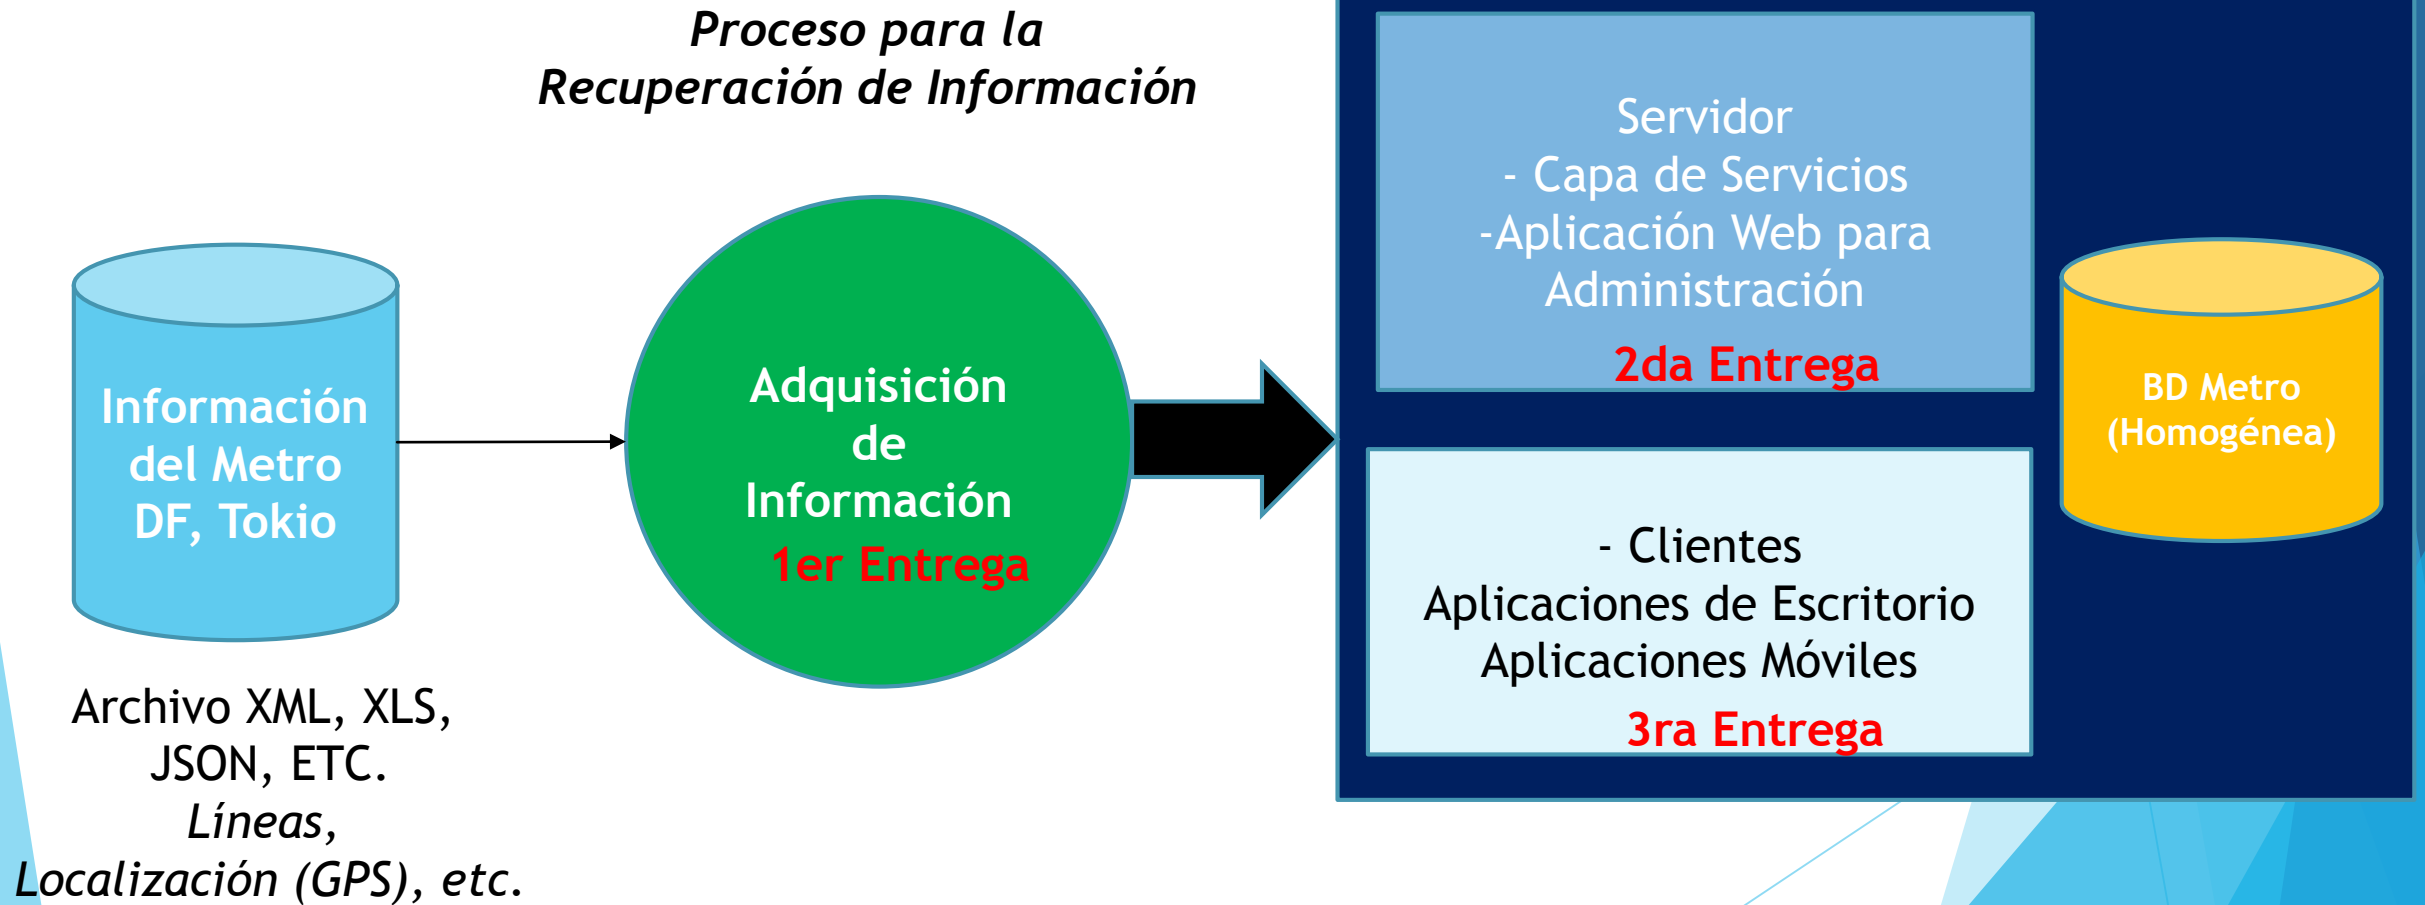 Proceso para la
Recuperación de Información
Información
del Metro
DF, Tokio
Archivo XML, XLS,
JSON, ETC.
Líneas,
Localización (GPS), etc.
Adquisición
de
Información
1er Entrega
Servidor
- Capa de Servicios
-Aplicación Web para
Administración
2da Entrega
- Clientes
Aplicaciones de Escritorio
Aplicaciones Móviles
3ra Entrega
BD Metro
(Homogénea)